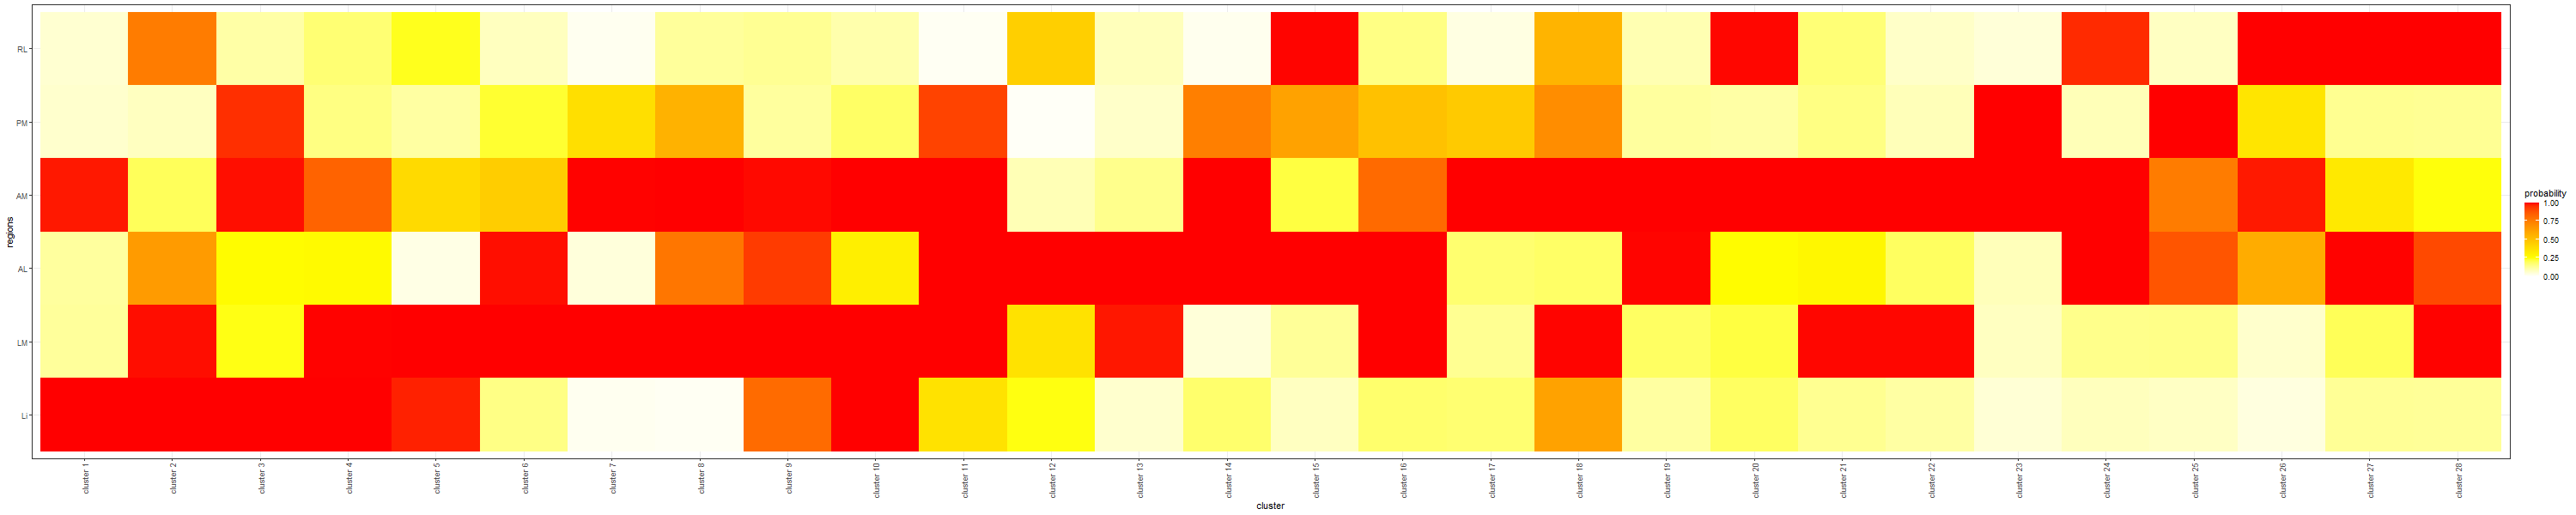 RL
PM
AM
AL
LM
Li
regions
cluster 1
cluster 2
cluster 3
cluster 4
cluster 5
cluster 6
cluster 7
cluster 8
cluster 9
cluster 10
cluster 11
cluster 12
cluster 13
cluster 14
cluster 15
cluster 16
cluster 17
cluster 18
cluster 19
cluster 20
cluster 21
cluster 22
cluster 23
cluster 24
cluster 25
cluster 26
cluster 27
cluster 28
cluster
probability
1.00
0.75
0.50
0.25
0.00